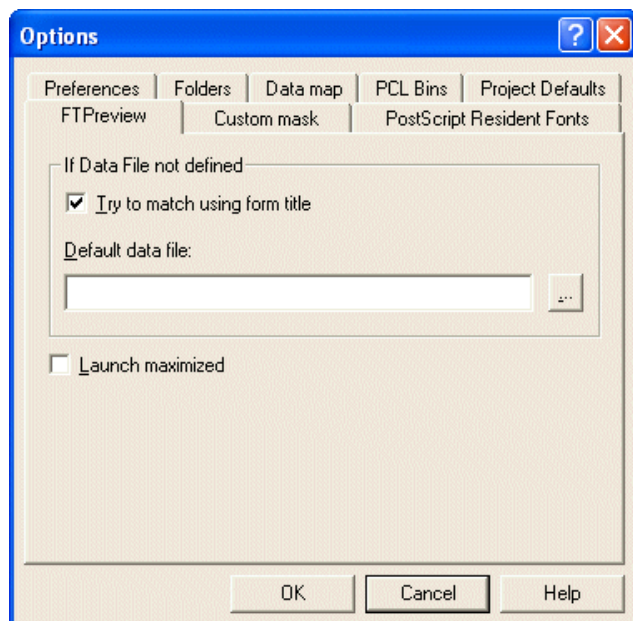 Options
Preferences Folders Data map PCL Bins Project Defaults
FTPreview Custom mask PostScript Resident Fonts
If Data File not defined
Try to match using form title
Default data file:
...
Launch maximized
OK Cancel Help